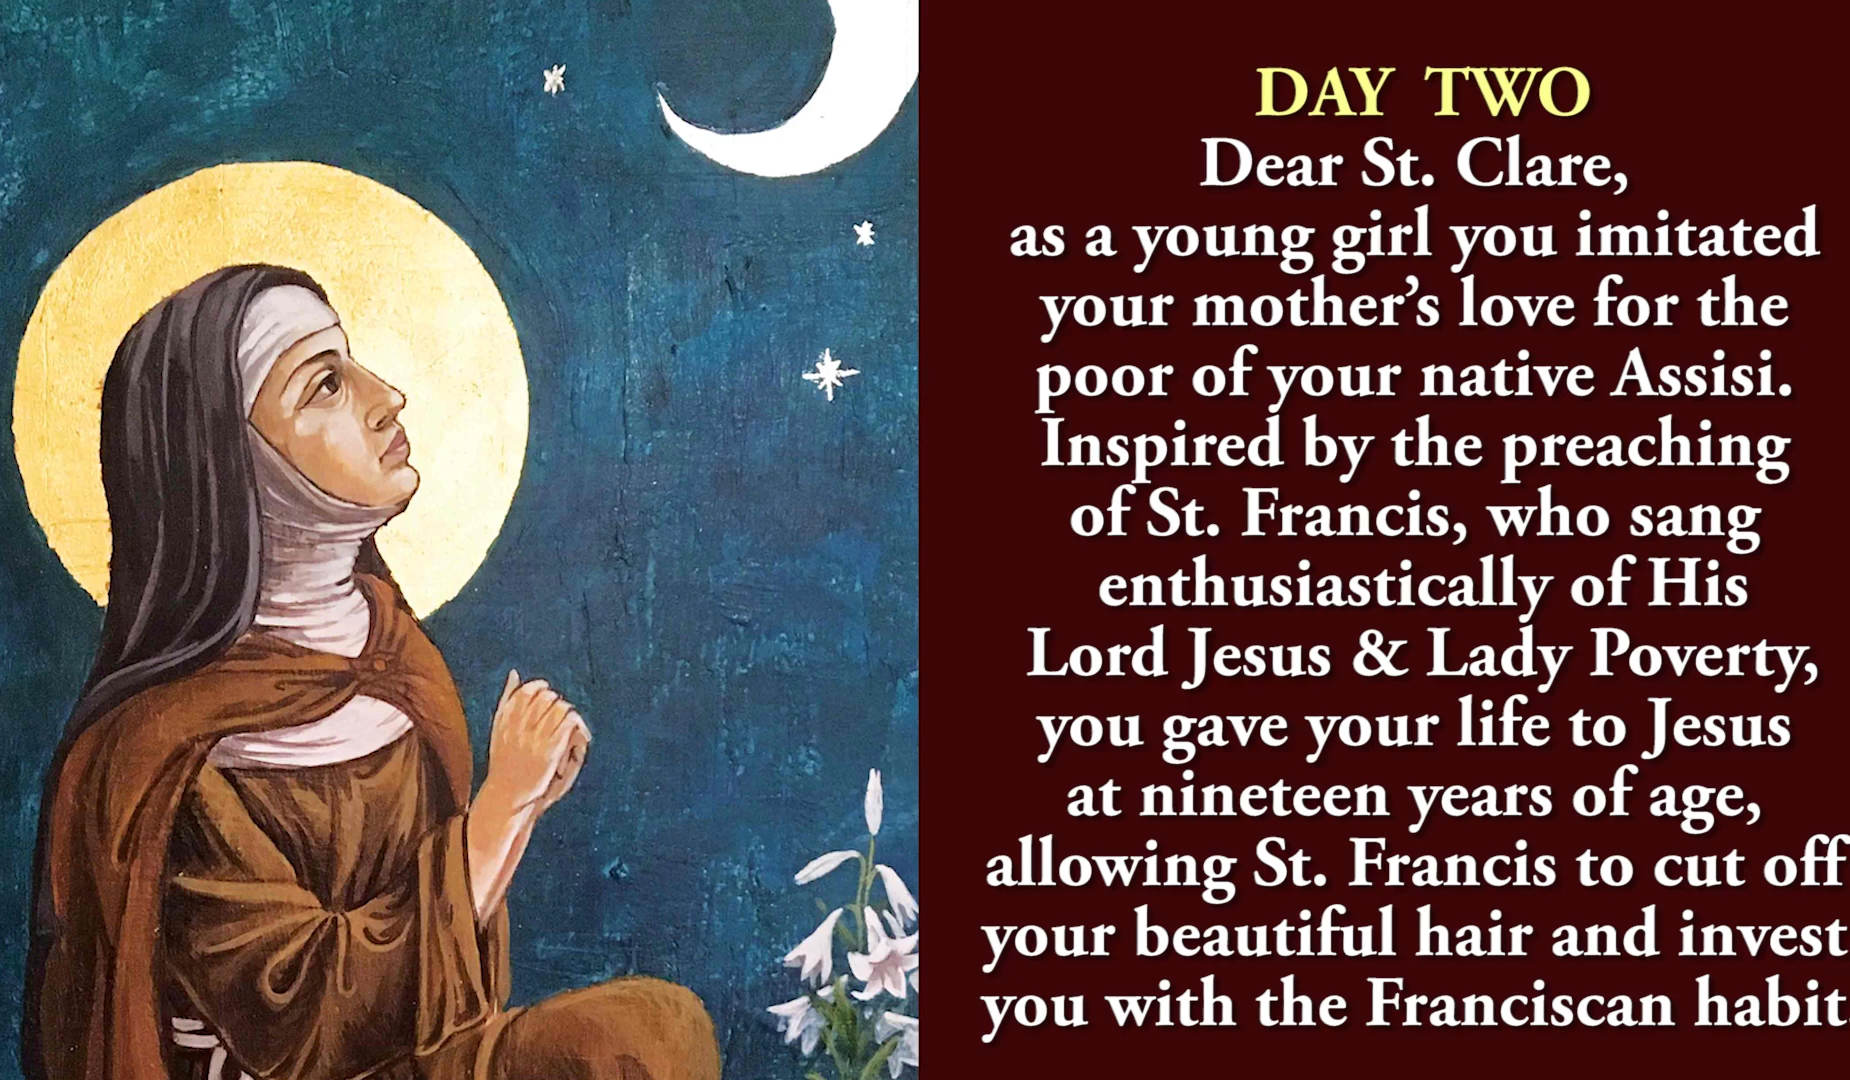 DAY TWO
Dear St. Clare,
as a young girl you imitated
your mother’s love for the
poor of your native Assisi.
Inspired by the preaching
of St. Francis, who sang
enthusiastically of His
Lord Jesus & Lady Poverty,
you gave your life to Jesus
at nineteen years of age,
allowing St. Francis to cut off
your beautiful hair and invest
you with the Franciscan habit.